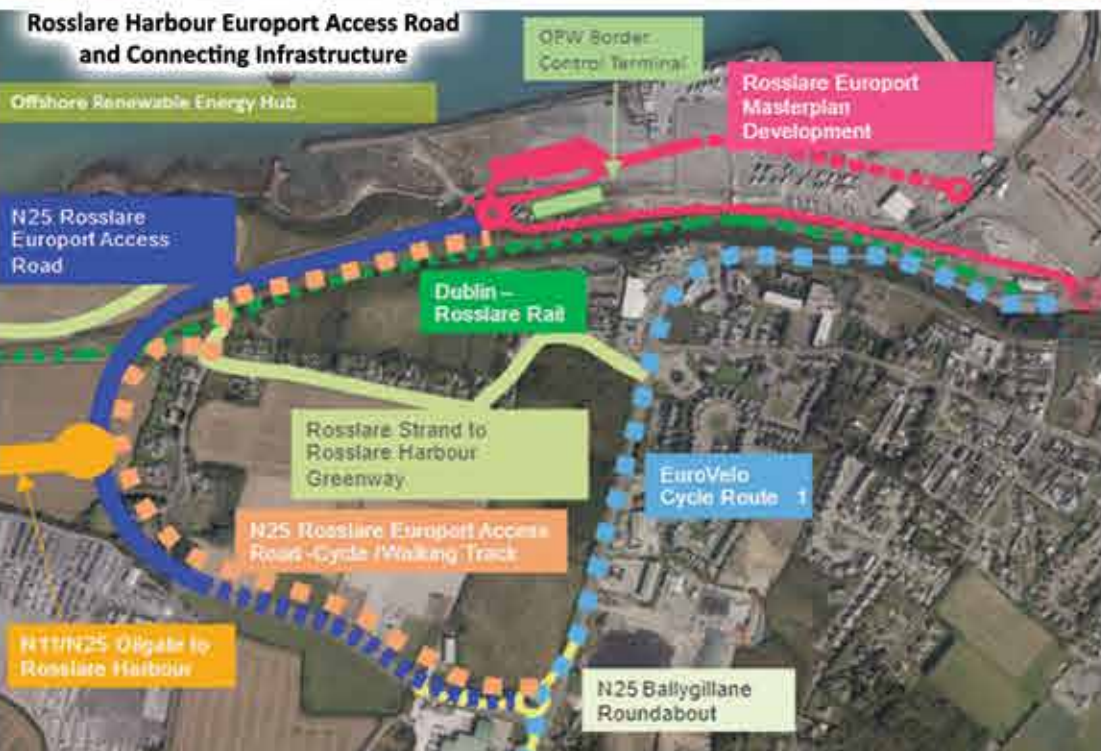 Rosslare Harbour Europort Access Road
and Connecting Infrastructure
OPW Border
Control Terminal
Offshore Renewable Energy Hub
Rosslare Europort
Masterplan
Development
N25 Rosslare
Europort Access
Road
Dublin –
Rosslare Rail
Rosslare Strand to
Rosslare Harbour
Greenway
EuroVelo
Cycle Route 1
N25 Rosslare Europort Access
Road -Cycle /Walking Track
N11/N25 Oilgate to
Rosslare Harbour
N25 Ballygillane
Roundabout